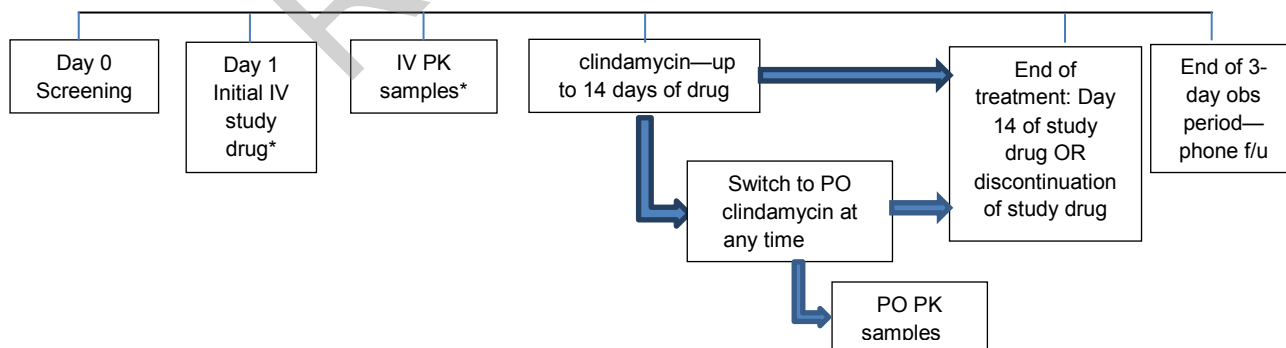 Day 0
Screening
Day 1
Initial IV
study
drug*
IV PK
samples*
clindamycin—up
to 14 days of drug
Switch to PO
clindamycin at
any time
PO PK
samples
End of
treatment: Day
14 of study
drug OR
discontinuation
of study drug
End of 3-
day obs
period—
phone f/u